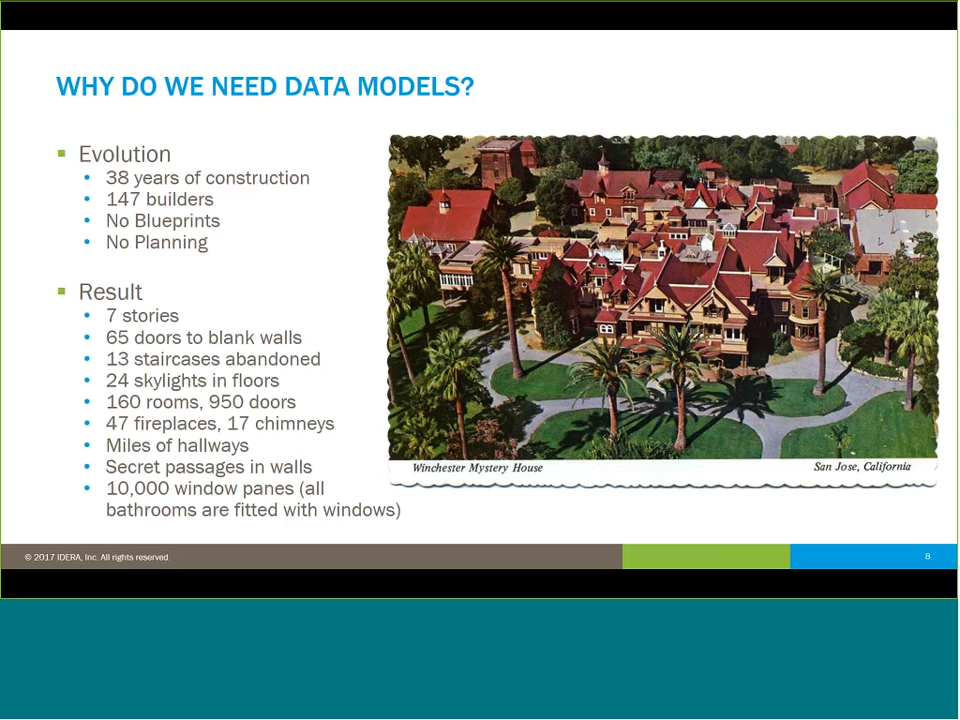 WHY DO WE NEED DATA MODELS?
▪ Evolution
• 38 years of construction
• 147 builders
• No Blueprints
• No Planning
▪ Result
• 7 stories
• 65 doors to blank walls
• 13 staircases abandoned
• 24 skylights in floors
• 160 rooms, 950 doors
• 47 fireplaces, 17 chimneys
• Miles of hallways
• Secret passages in walls
• 10,000 window panes (all
bathrooms are fitted with windows)
Winchester Mystery House
San Jose, California
© 2017 IDERA, Inc. All rights reserved.
8